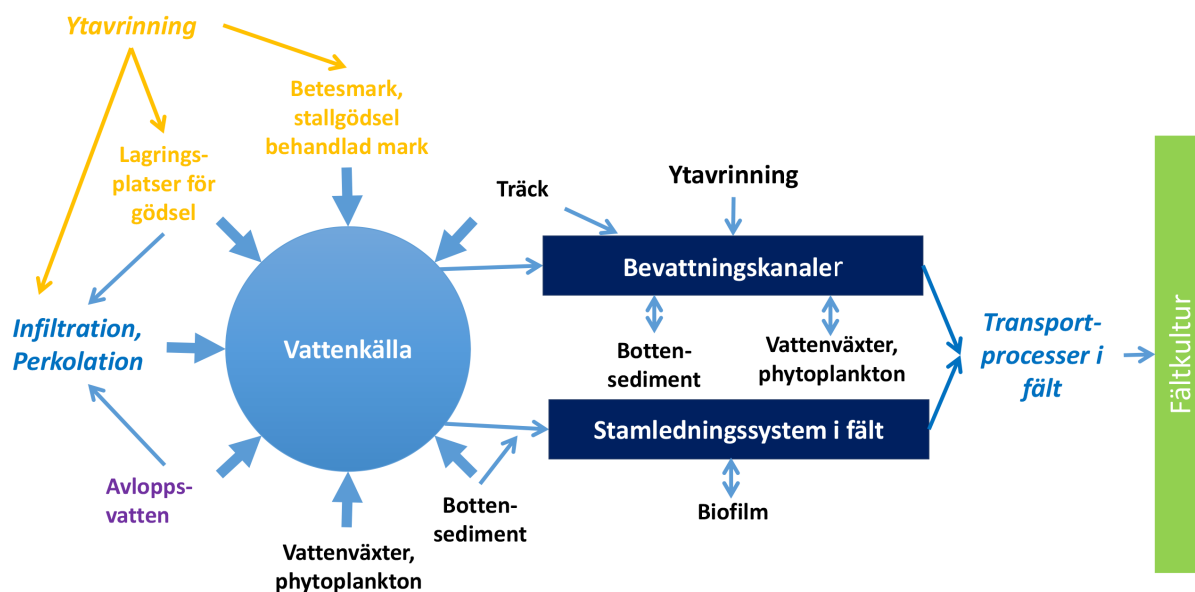 Ytavrinning
Betesmark,
stallgödsel
behandlad mark
Lagrings-
platser för
gödsel
Infiltration,
Perkolation
Avlopps-
vatten
Vattenkälla
Vattenväxter,
phytoplankton
Botten-
sediment
Träck
Ytavrinning
Bevattningskanaler
Botten-
sediment
Vattenväxter,
phytoplankton
Stamledningssystem i fält
Biofilm
Transport-
processer i
fält
Fältkultur